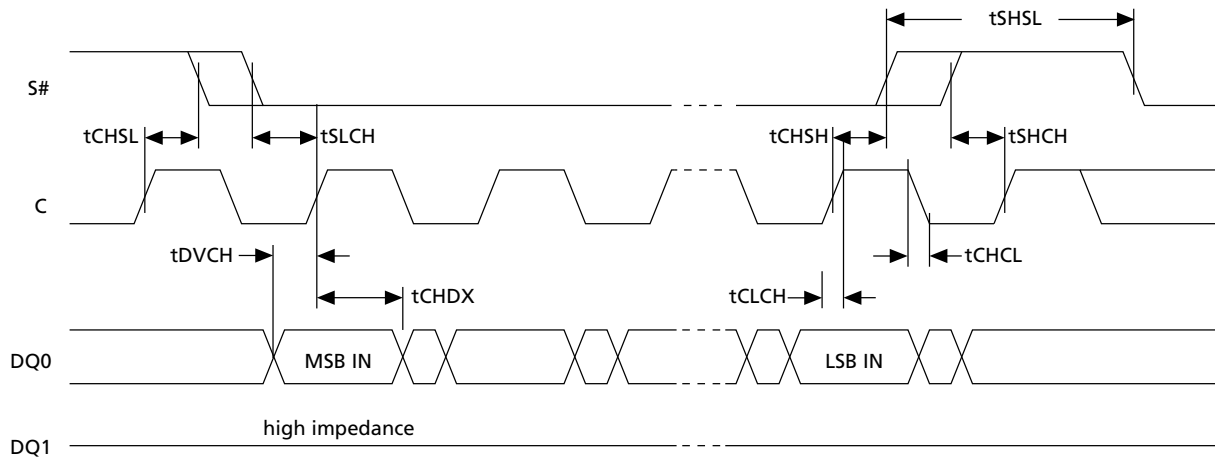 tSHSL
S#
tCHSL
tSLCH
tCHSH
tSHCH
C
tDVCH
tCHCL
tCHDX
tCLCH
DQ0
MSB IN
LSB IN
high impedance
DQ1